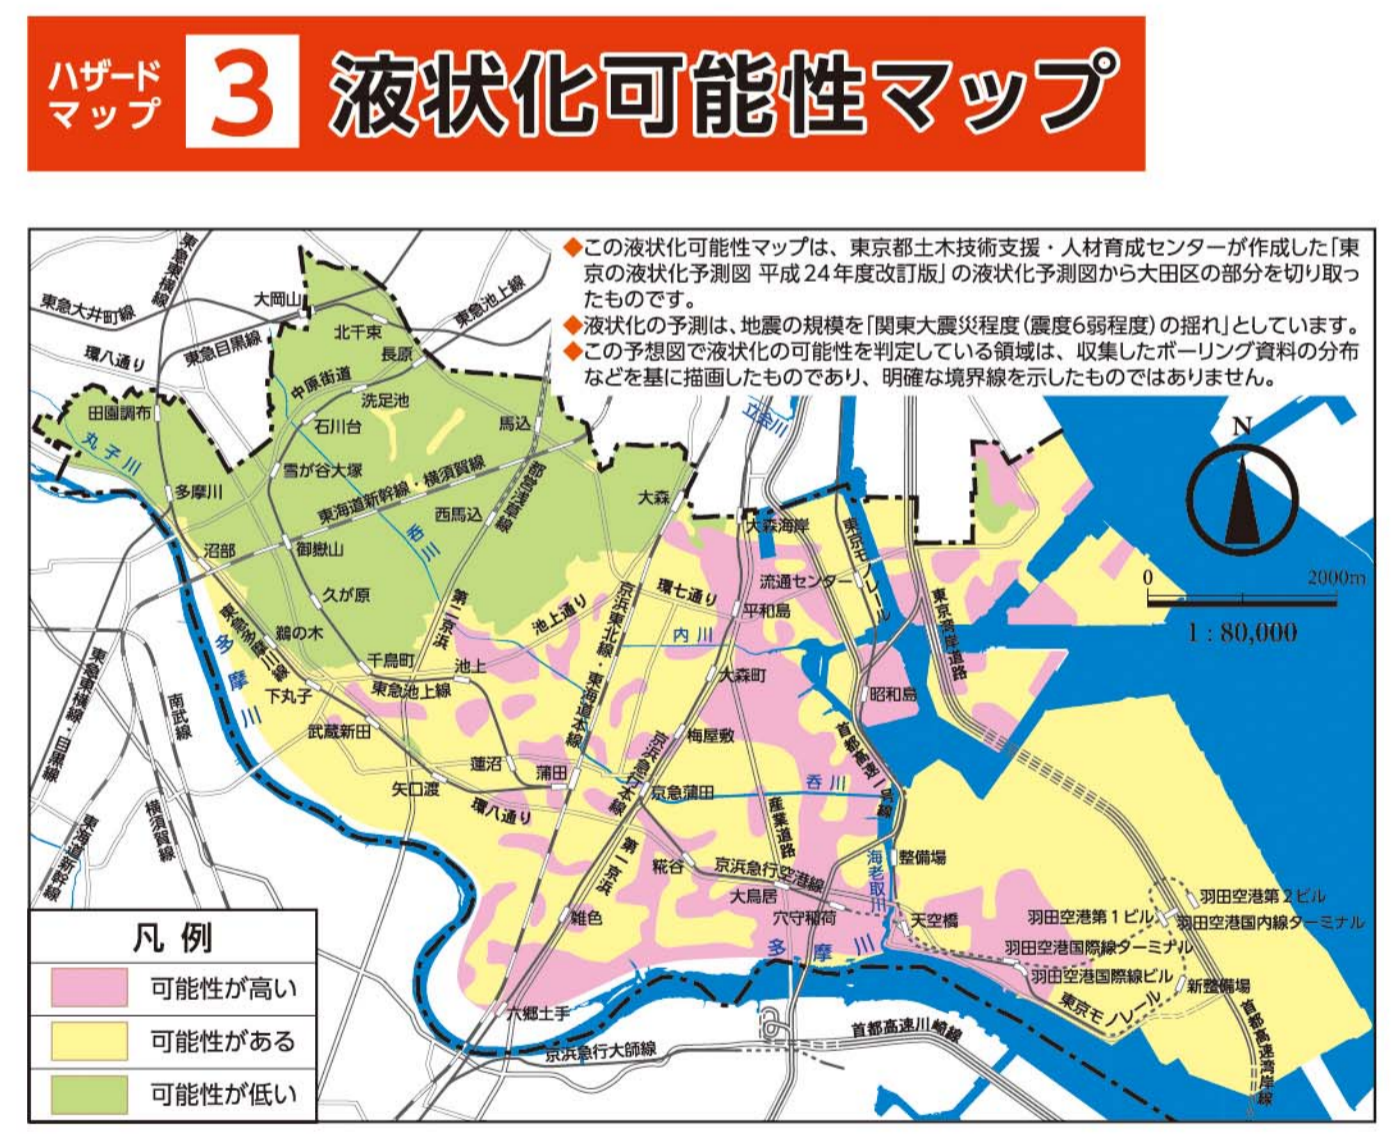 ハザード
マップ
3
液状化可能性マップ
◆この液状化可能性マップは、東京都土木技術支援・人材育成センターが作成した「東
京の液状化予測図 平成24年度改訂版」の液状化予測図から大田区の部分を切り取っ
たものです。
◆液状化の予測は、地震の規模を「関東大震災程度(震度6弱程度)の揺れ」としています。
◆この予想図で液状化の可能性を判定している領域は、収集したボーリング資料の分布
などを基に描画したものであり、明確な境界線を示したものではありません。
東急東横線
東急大井町線
大岡山
北千束
東急池上線
東急目黒線
長原
環八通り
中原街道
洗足池
田園調布
石川台
馬込
立会川
丸子川
雪が谷大塚
東海道新幹線・横須賀線
都営浅草線
多摩川
西馬込
大森
大森海岸
東京モノレール
N
沼部
御嶽山
呑川
久が原
第二京浜
池上通り
京浜東北線・東海道本線
環七通り
流通センター
平和島
東京湾岸道路
0
2000m
1:80,000
東急多摩川線
鵜の木
多摩川
内川
千鳥町
池上
大森町
昭和島
下丸子
東急池上線
東急東横線・目黒線
南武線
武蔵新田
京浜急行本線
梅屋敷
首都高速1号線
蓮沼
蒲田
矢口渡
京急蒲田
呑川
環八通り
産業道路
横須賀線
東海道新幹線
第一京浜
糀谷
京浜急行空港線
海老取川
整備場
大鳥居
穴守稲荷
天空橋
雑色
羽田空港第2ビル
羽田空港第1ビル
羽田空港国内線ターミナル
羽田空港国際線ターミナル
多摩川
羽田空港国際線ビル
新整備場
東京モノレール
六郷土手
首都高速川崎線
首都高速湾岸線
京浜急行大師線
凡例
可能性が高い
可能性がある
可能性が低い